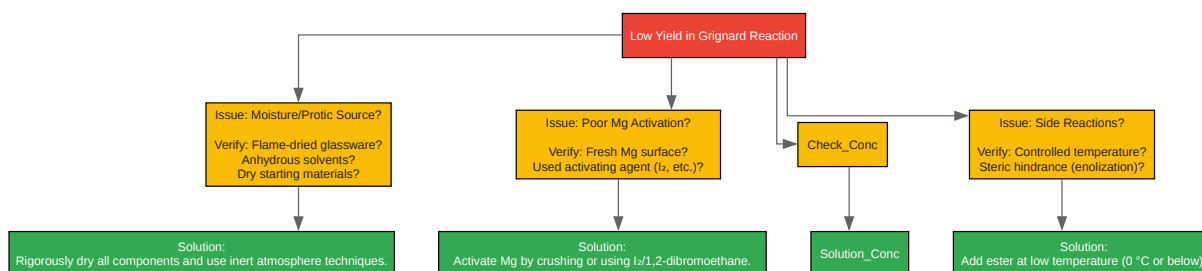 Low Yield in Grignard Reaction
Issue: Moisture/Protic Source?
Verify: Flame-dried glassware?
Anhydrous solvents?
Dry starting materials?
Issue: Poor Mg Activation?
Verify: Fresh Mg surface?
Used activating agent (I₂, etc.)?
Check_Conc
Issue: Side Reactions?
Verify: Controlled temperature?
Steric hindrance (enolization)?
Solution:
Rigorously dry all components and use inert atmosphere techniques.
Solution:
Activate Mg by crushing or using I₂/1,2-dibromoethane.
Solution_Conc
Solution:
Add ester at low temperature (0 °C or below)